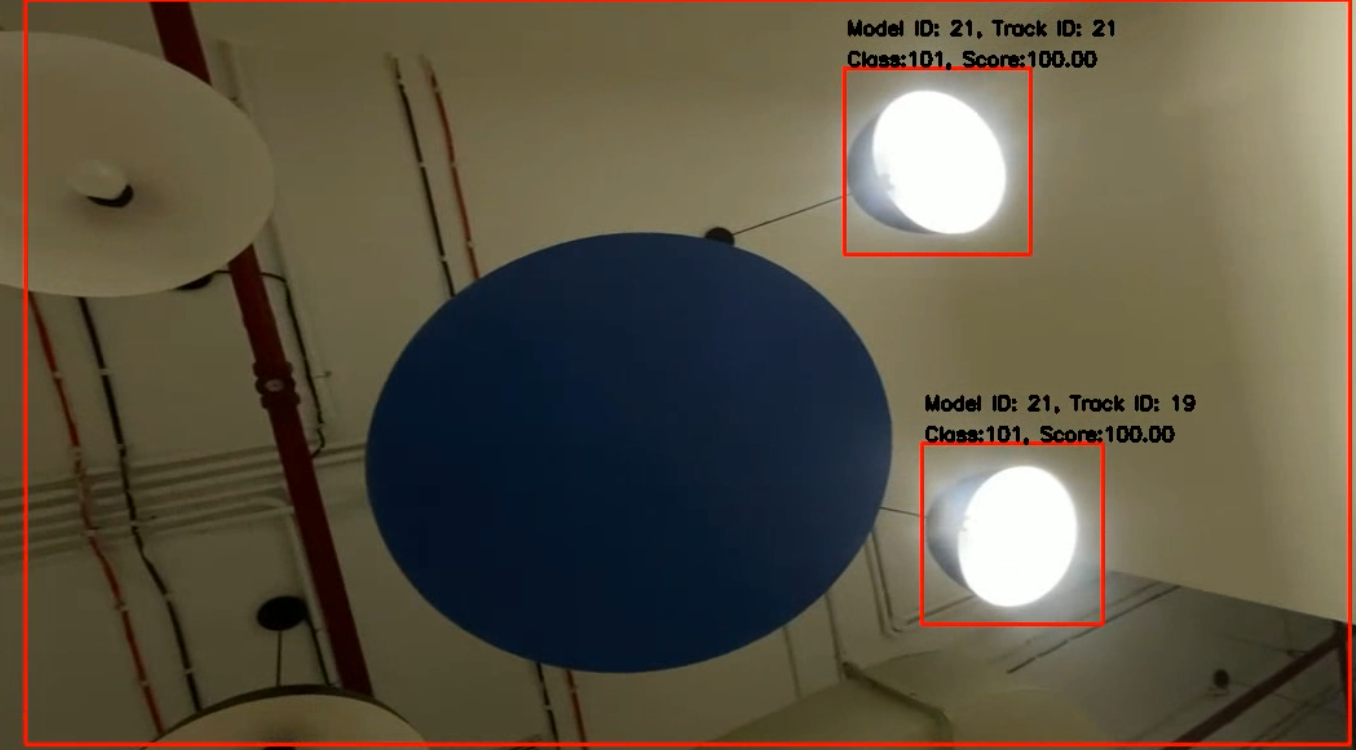 Model ID: 21, Track ID: 21
Class:101, Score:100.00
Model ID: 21, Track ID: 19
Class:101, Score:100.00